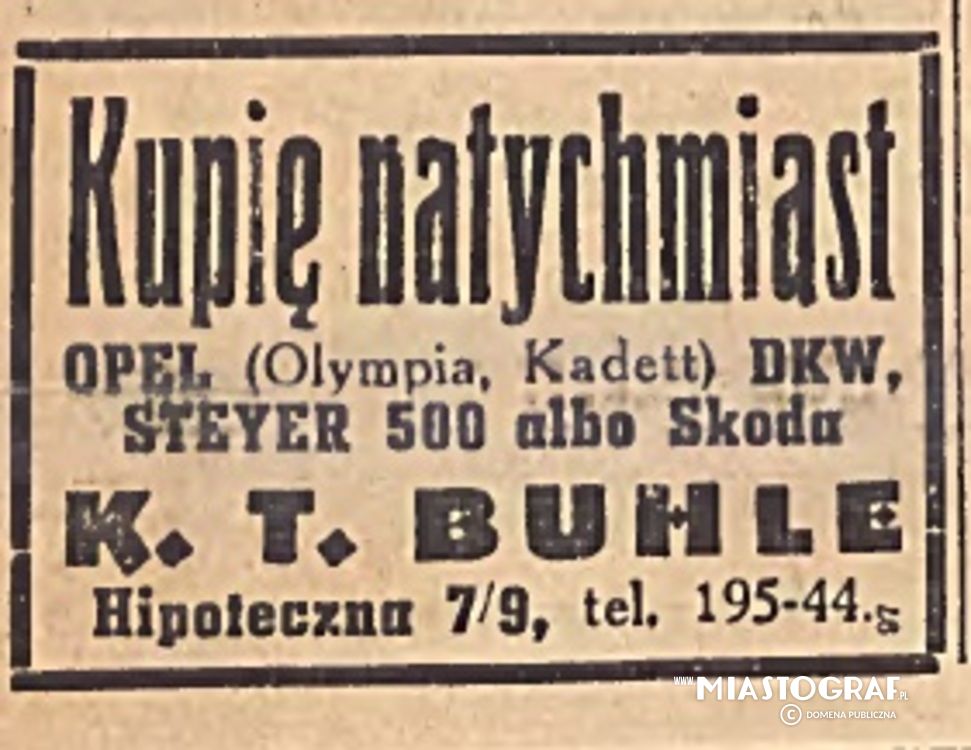 Kupię natychmiast
OPEL (Olympia, Kadett) DKW,
STEYER 500 albo Skoda
K. T. BUHLE
Hipoteczna 7/9, tel. 195-44.
WWW.MIASTOGRAF.PL
© DOMENA PUBLICZNA